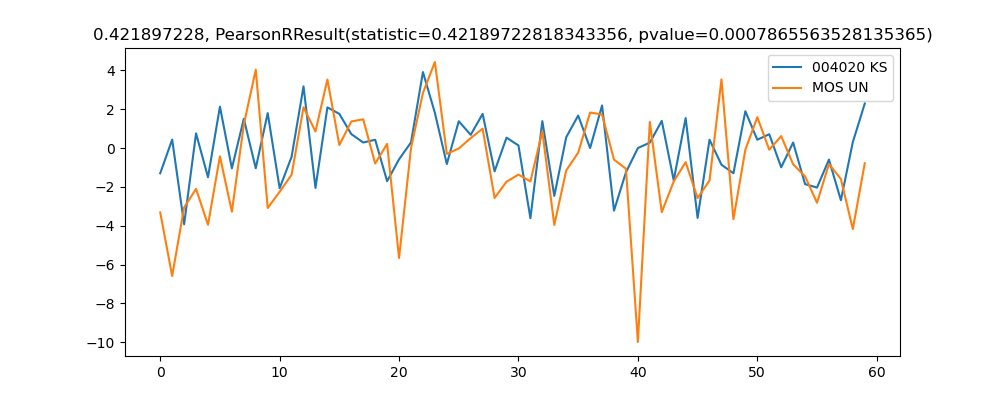 0.421897228, PearsonRResult(statistic=0.42189722818343356, pvalue=0.0007865563528135365)
004020 KS
MOS UN
4
2
0
−2
−4
−6
−8
−10
0 10 20 30 40 50 60